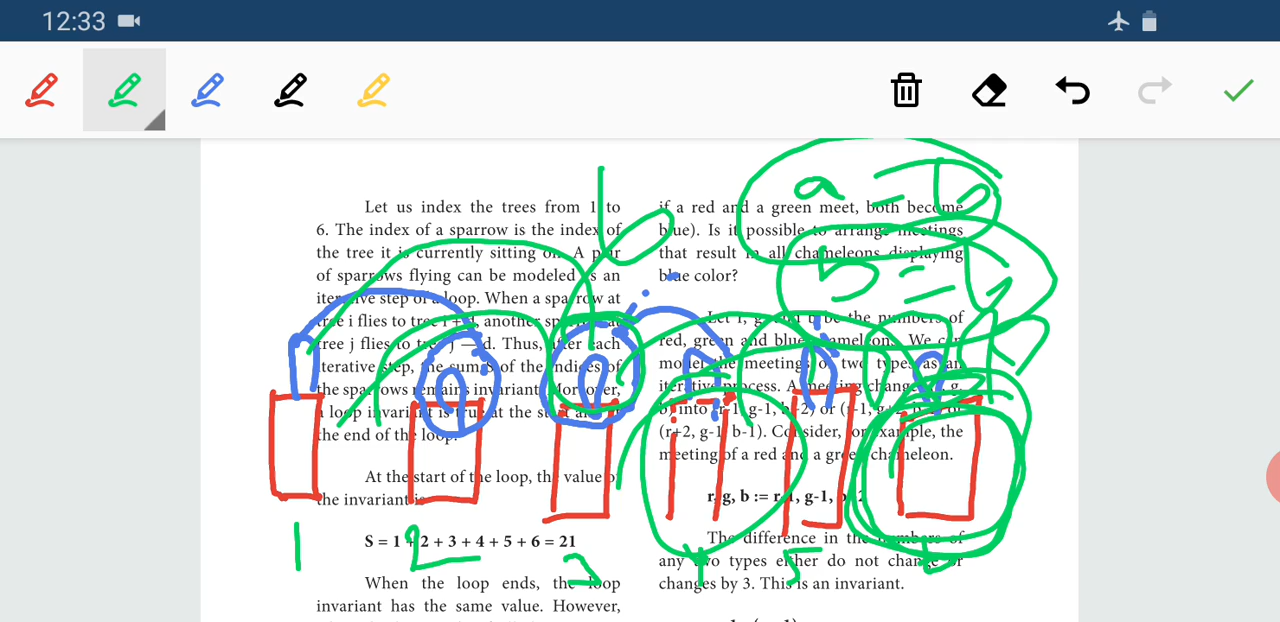 12:33
Let us index the trees from 1 to
6. The index of a sparrow is the index of
the tree it is currently sitting on. A pair
of sparrows flying can be modeled as an
iterative step of a loop. When a sparrow at
tree i flies to tree i + d, another sparrow at
tree j flies to tree j — d. Thus, after each
iterative step, the sum S of the indices of
the sparrows remains invariant. Moreover,
a loop invariant is true at the start and at
the end of the loop.
At the start of the loop, the value of
the invariant is
S = 1 + 2 + 3 + 4 + 5 + 6 = 21
When the loop ends, the loop
invariant has the same value. However,
if a red and a green meet, both become
blue). Is it possible to arrange meetings
that result in all chameleons displaying
blue color?
Let r, g and b be the numbers of
red, green and blue chameleons. We can
model the meetings of two types as an
iterative process. A meeting changes (r, g,
b) into (r-1, g-1, b+2) or (r-1, g+2, b-1) or
(r+2, g-1, b-1). Consider, for example, the
meeting of a red and a green chameleon.
r, g, b := r-1, g-1, b+2
The difference in the numbers of
any two types either do not change or
changes by 3. This is an invariant.
1 2 3 4 5
b